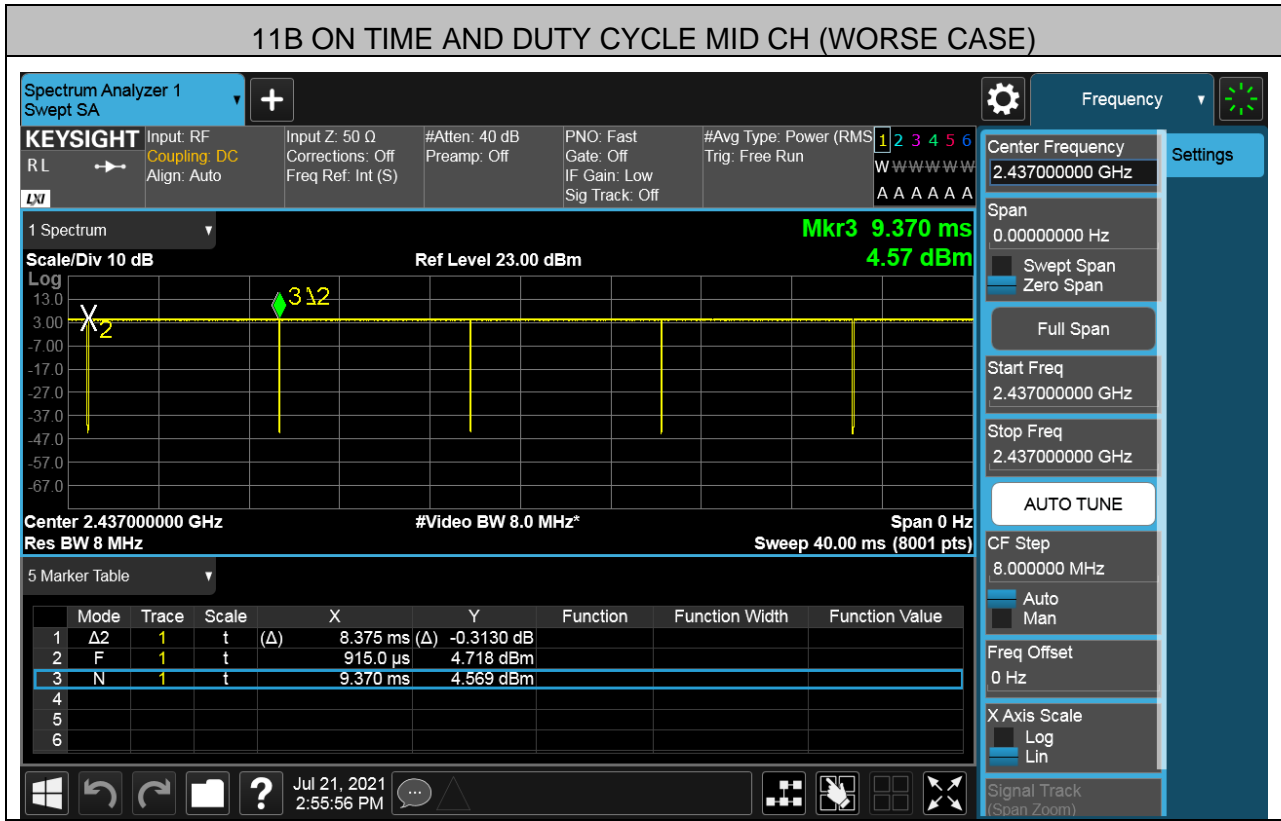 11B ON TIME AND DUTY CYCLE MID CH (WORSE CASE)
Spectrum Analyzer 1
Swept SA
Frequency
KEYSIGHT
RL
LXI
Input: RF
Coupling: DC
Align: Auto
Input Z: 50 Ω
Corrections: Off
Freq Ref: Int (S)
#Atten: 40 dB
Preamp: Off
PNO: Fast
Gate: Off
IF Gain: Low
Sig Track: Off
#Avg Type: Power (RMS
Trig: Free Run
1 2 3 4 5 6
W W W W W W
A A A A A A
1 Spectrum
Mkr3 9.370 ms
4.57 dBm
Scale/Div 10 dB
Ref Level 23.00 dBm
Log
13.0
3.00
-7.00
-17.0
-27.0
-37.0
-47.0
-57.0
-67.0
X2
3 1Δ2
Center 2.437000000 GHz
#Video BW 8.0 MHz*
Span 0 Hz
Res BW 8 MHz
Sweep 40.00 ms (8001 pts)
5 Marker Table
Mode Trace Scale X Y Function Function Width Function Value
1 Δ2 1 t (Δ) 8.375 ms (Δ) -0.3130 dB
2 F 1 t 915.0 µs 4.718 dBm
3 N 1 t 9.370 ms 4.569 dBm
4
5
6
Jul 21, 2021
2:55:56 PM
Center Frequency
2.437000000 GHz
Settings
Span
0.00000000 Hz
Swept Span
Zero Span
Full Span
Start Freq
2.437000000 GHz
Stop Freq
2.437000000 GHz
AUTO TUNE
CF Step
8.000000 MHz
Auto
Man
Freq Offset
0 Hz
X Axis Scale
Log
Lin
Signal Track
(Span Zoom)